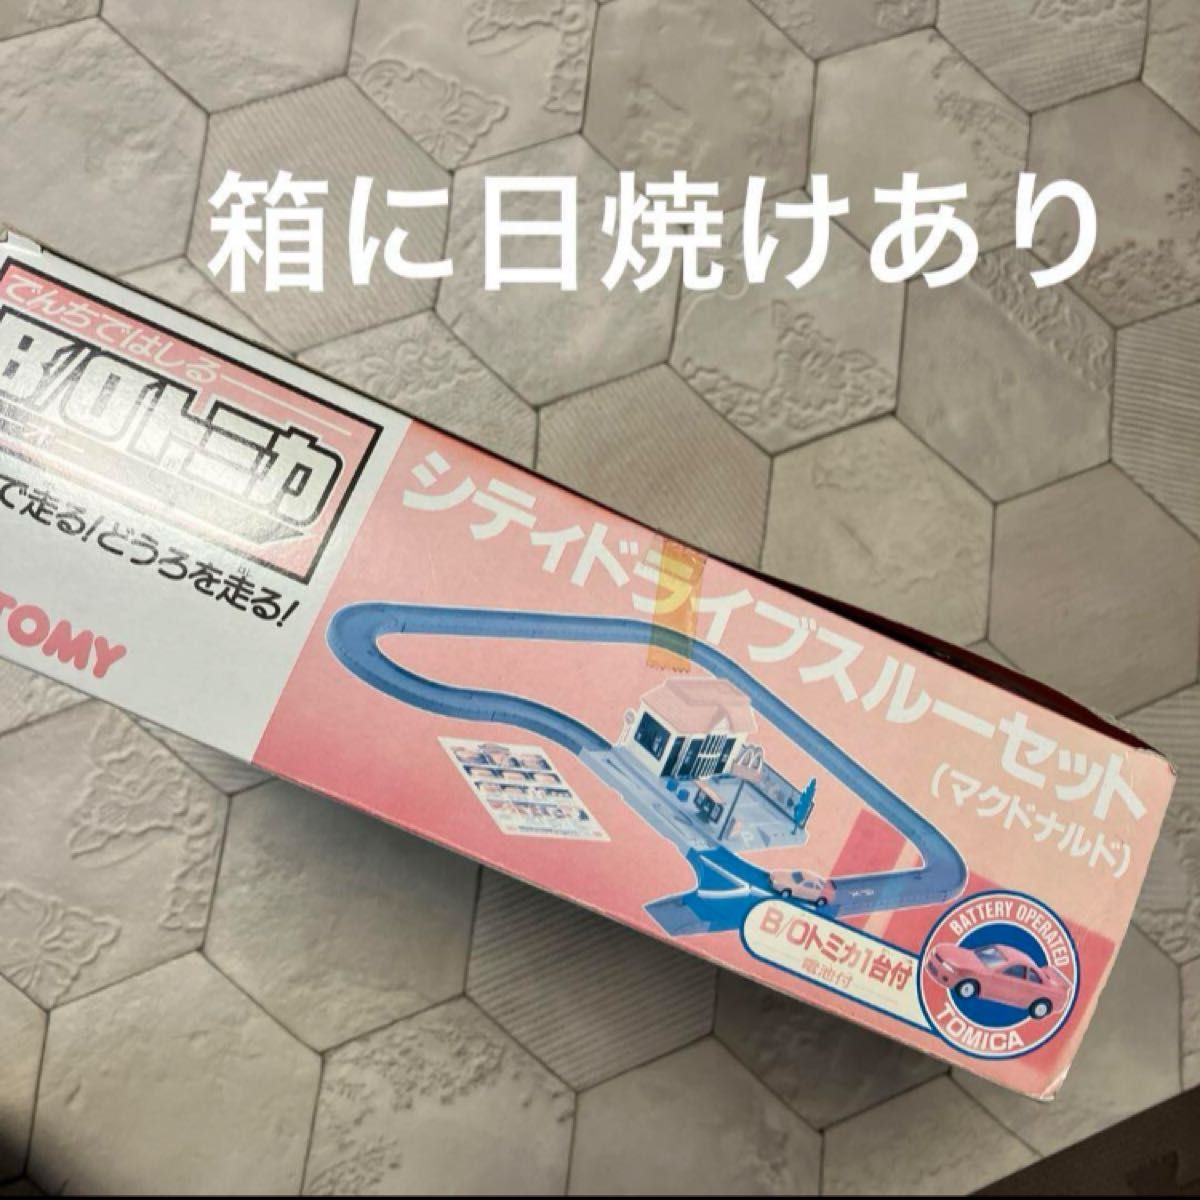 箱に日焼けあり
でんちではしる
B/Oトミカ
で走る!どうろを走る!
TOMY
シティドライブスルーセット
(マクドナルド)
B/Oトミカ1台付
電池付
BATTERY OPERATED
TOMICA